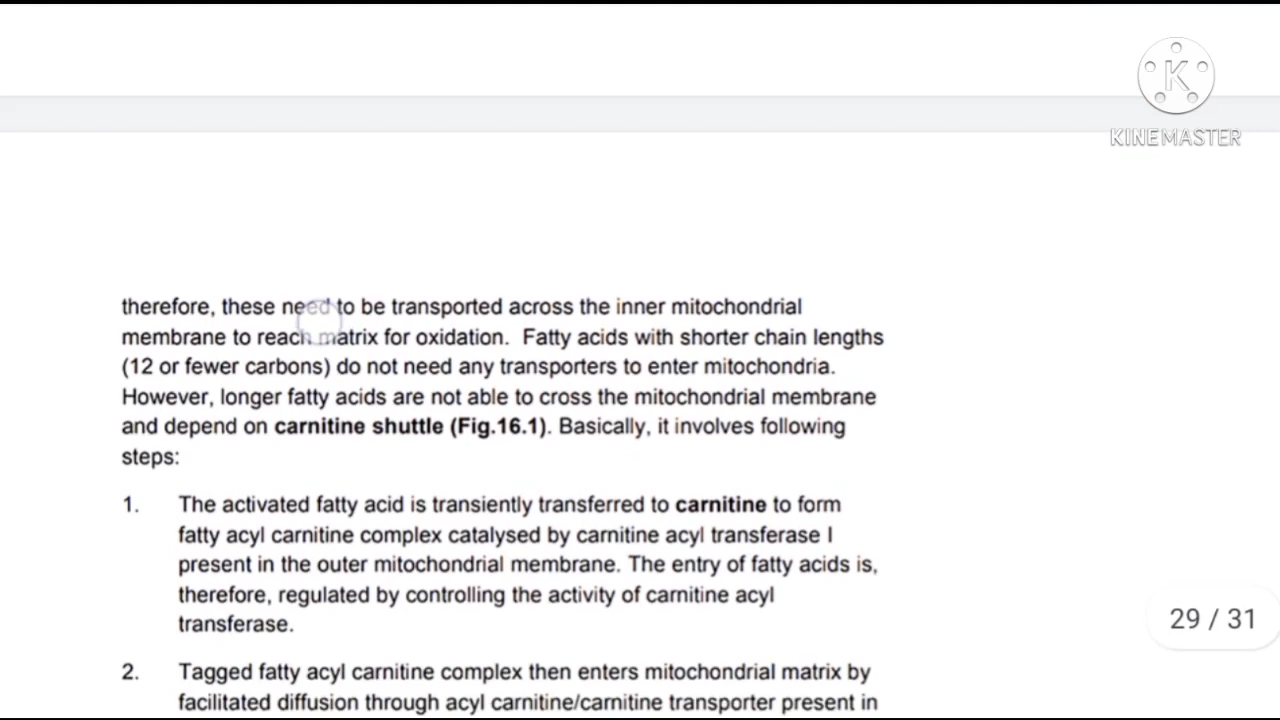 K
KINEMASTER
therefore, these need to be transported across the inner mitochondrial
membrane to reach matrix for oxidation.  Fatty acids with shorter chain lengths
(12 or fewer carbons) do not need any transporters to enter mitochondria.
However, longer fatty acids are not able to cross the mitochondrial membrane
and depend on carnitine shuttle (Fig.16.1). Basically, it involves following
steps:
1. The activated fatty acid is transiently transferred to carnitine to form
fatty acyl carnitine complex catalysed by carnitine acyl transferase I
present in the outer mitochondrial membrane. The entry of fatty acids is,
therefore, regulated by controlling the activity of carnitine acyl
transferase.
29 / 31
2. Tagged fatty acyl carnitine complex then enters mitochondrial matrix by
facilitated diffusion through acyl carnitine/carnitine transporter present in